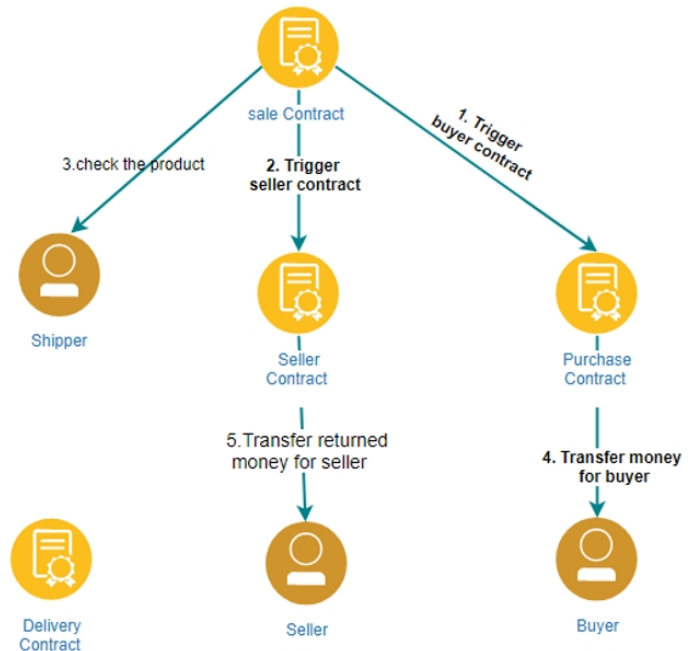 sale Contract
1. Trigger
buyer contract
3.check the product
2. Trigger
seller contract
Shipper
Seller
Contract
Purchase
Contract
5.Transfer returned
money for seller
4. Transfer money
for buyer
Delivery
Contract
Seller
Buyer